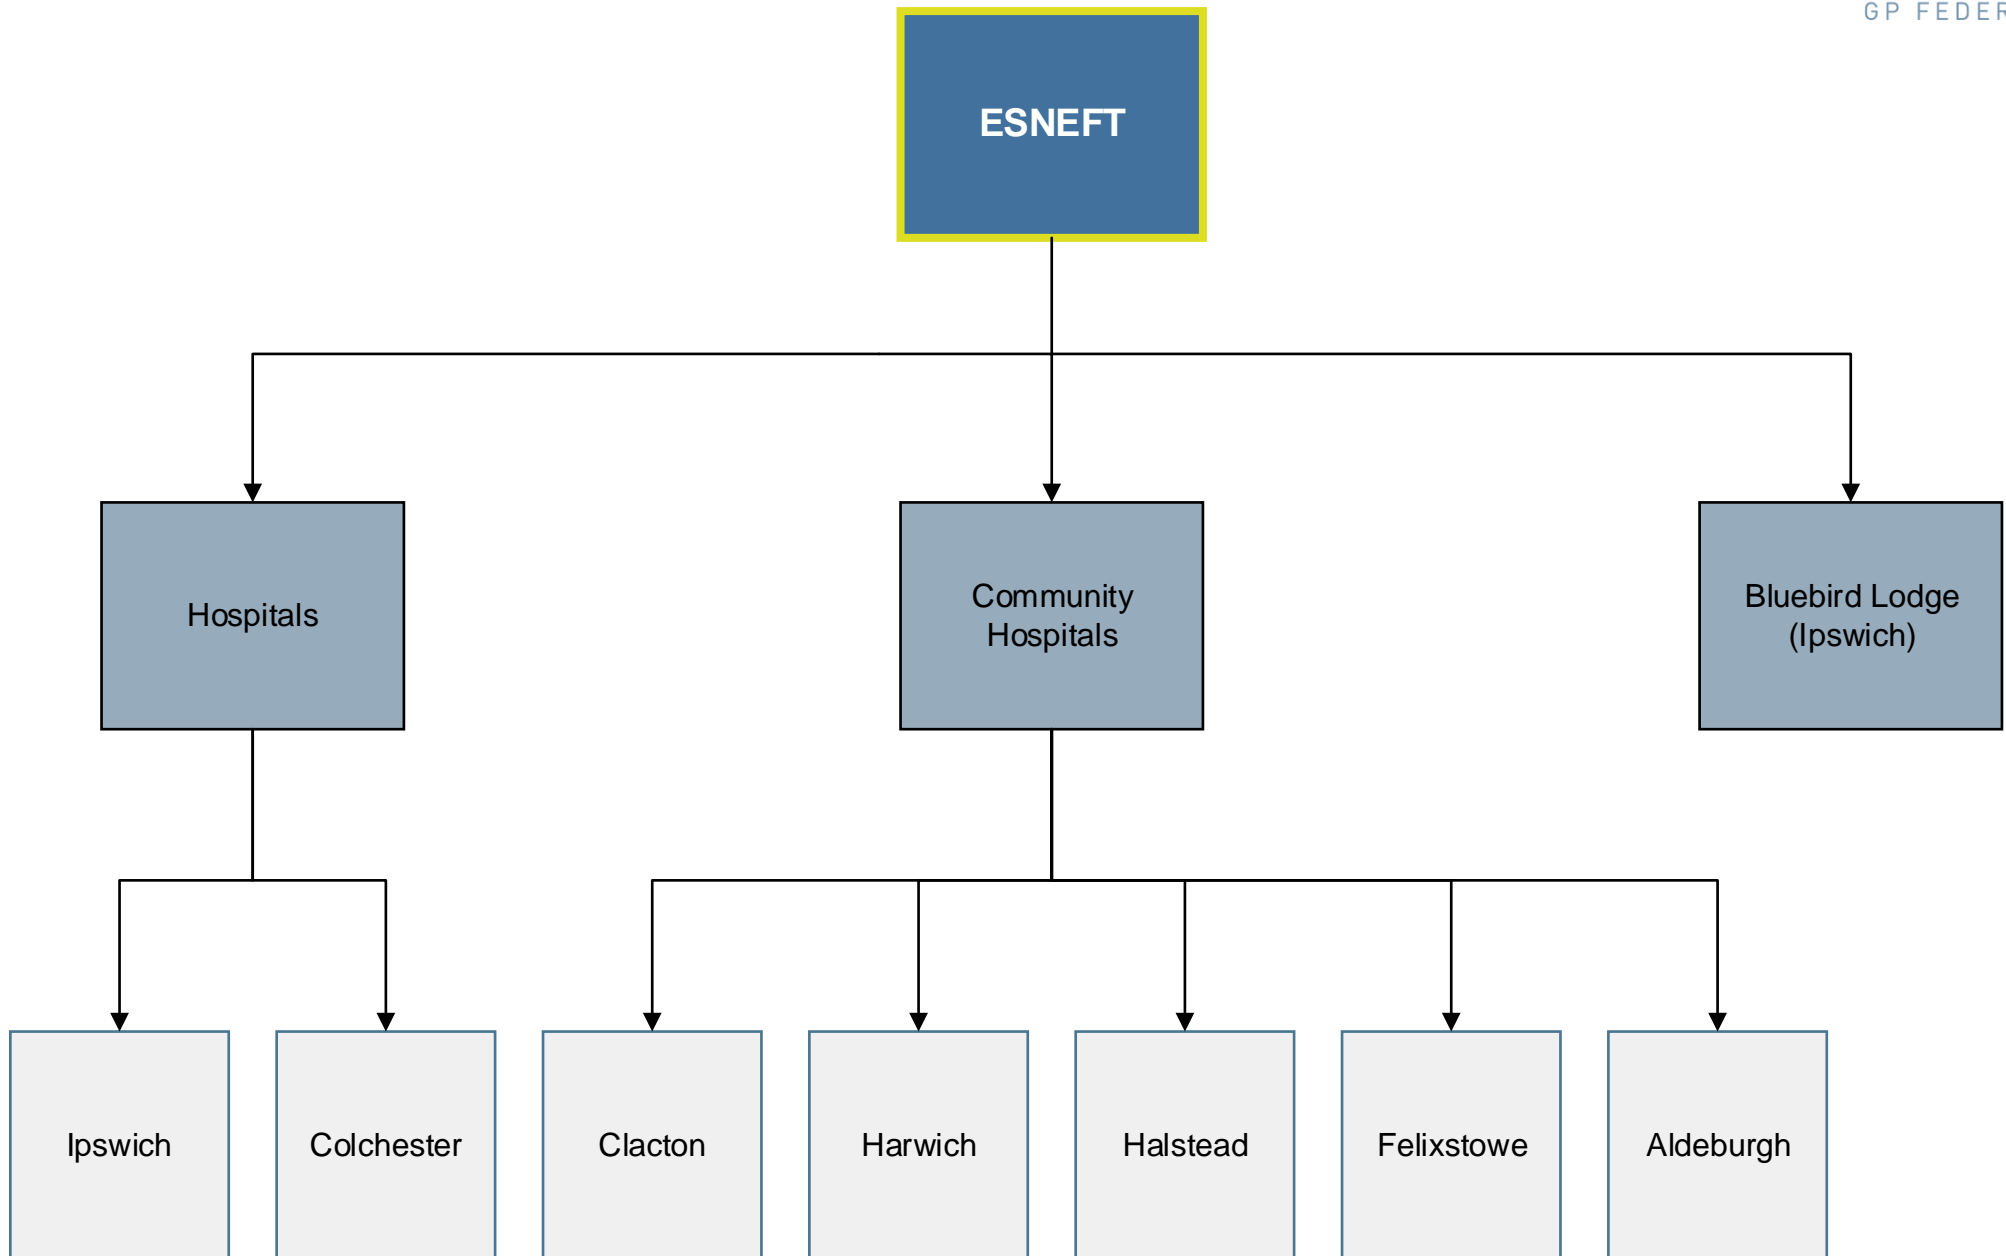 GP FEDER
ESNEFT
Hospitals
Community
Hospitals
Bluebird Lodge
(Ipswich)
Ipswich
Colchester
Clacton
Harwich
Halstead
Felixstowe
Aldeburgh